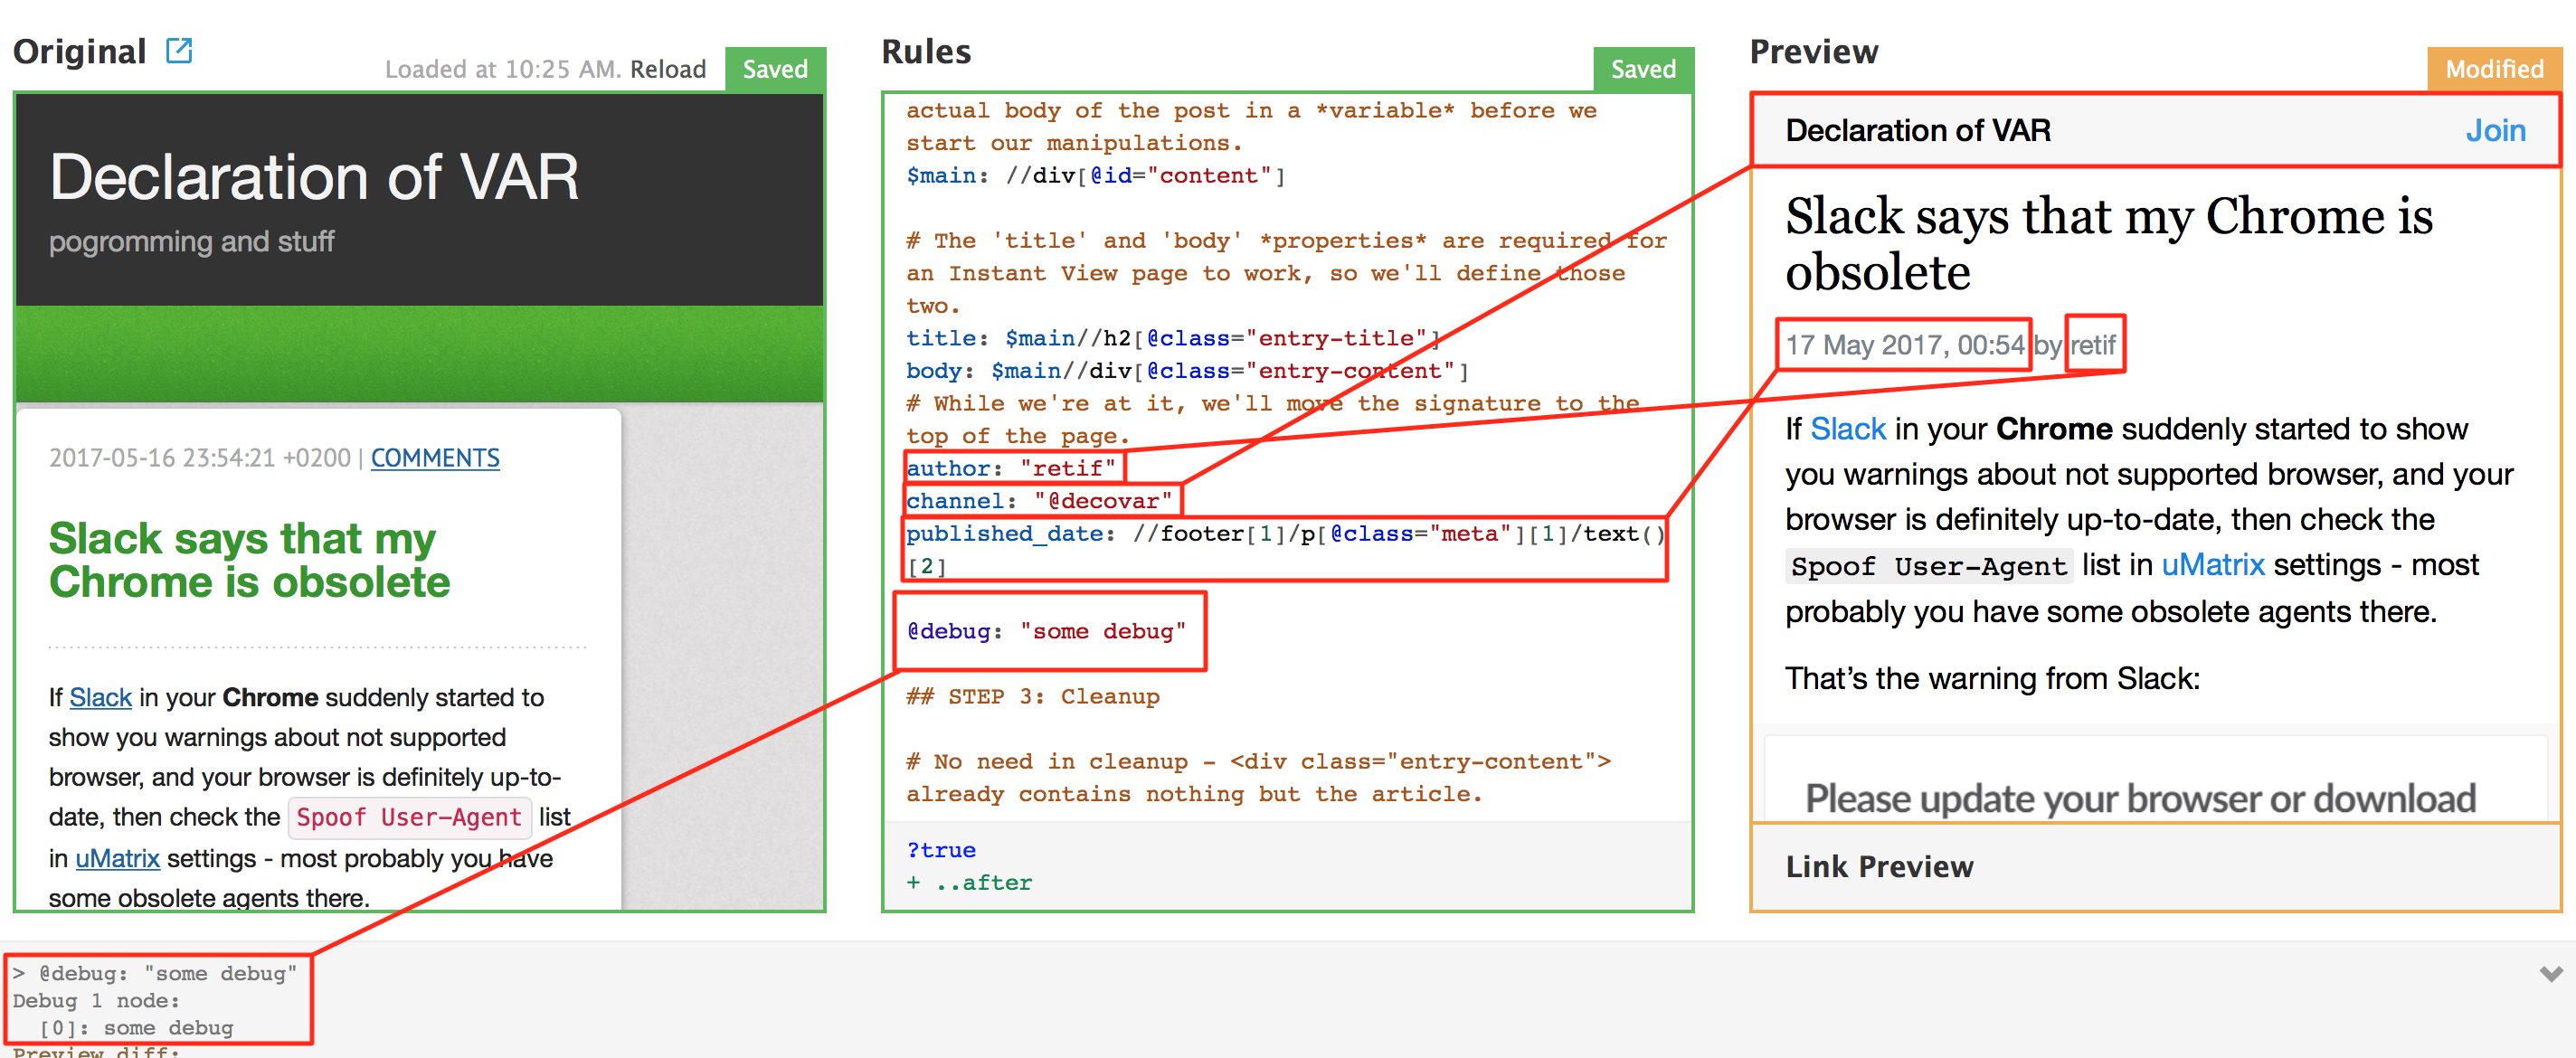 Original
Loaded at 10:25 AM. Reload
Saved
Declaration of VAR
pogromming and stuff
2017-05-16 23:54:21 +0200 | COMMENTS
Slack says that my
Chrome is obsolete
If Slack in your Chrome suddenly started to
show you warnings about not supported
browser, and your browser is definitely up-to-
date, then check the Spoof User-Agent list
in uMatrix settings - most probably you have
some obsolete agents there.
Rules
Saved
actual body of the post in a *variable* before we
start our manipulations.
$main: //div[@id="content"]
# The 'title' and 'body' *properties* are required for
an Instant View page to work, so we'll define those
two.
title: $main//h2[@class="entry-title"]
body: $main//div[@class="entry-content"]
# While we're at it, we'll move the signature to the
top of the page.
author: "retif"
channel: "@decovar"
published_date: //footer[1]/p[@class="meta"][1]/text()
[2]
@debug: "some debug"
## STEP 3: Cleanup
# No need in cleanup - <div class="entry-content">
already contains nothing but the article.
?true
+ ..after
Preview
Modified
Declaration of VAR
Join
Slack says that my Chrome is
obsolete
17 May 2017, 00:54 by retif
If Slack in your Chrome suddenly started to show
you warnings about not supported browser, and your
browser is definitely up-to-date, then check the
Spoof User-Agent list in uMatrix settings - most
probably you have some obsolete agents there.
That's the warning from Slack:
Please update your browser or download
Link Preview
> @debug: "some debug"
Debug 1 node:
[0]: some debug
Preview diff: